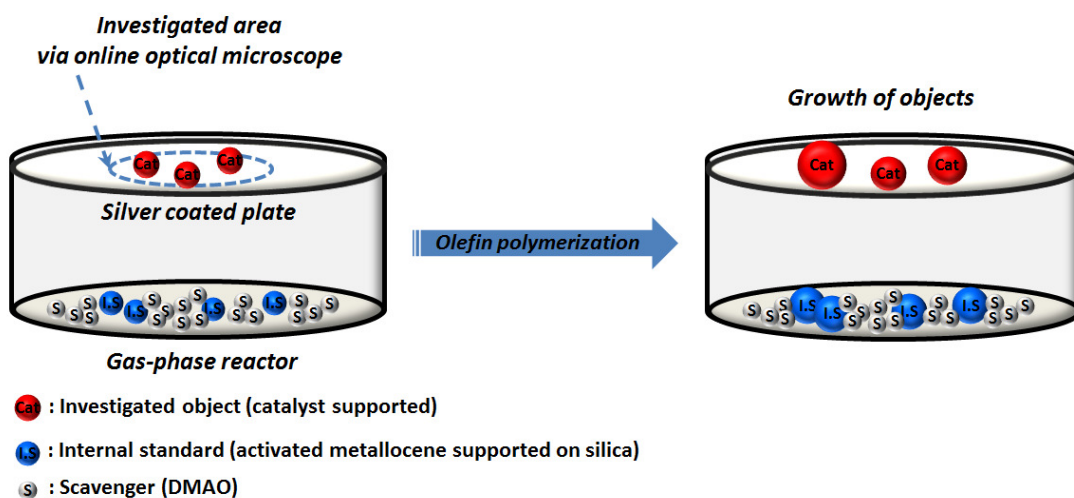 Investigated area
via online optical microscope
Cat
Cat
Cat
Silver coated plate
S
S
S
S
I.S
I.S
S
S
S
S
S
S
S
I.S
S
S
S
I.S
S
S
S
S
Gas-phase reactor
Olefin polymerization
Growth of objects
Cat
Cat
Cat
S
S
S
S
I.S
I.S
S
S
S
S
S
S
S
I.S
S
S
S
I.S
S
S
S
S
Cat : Investigated object (catalyst supported)
I.S : Internal standard (activated metallocene supported on silica)
S : Scavenger (DMAO)